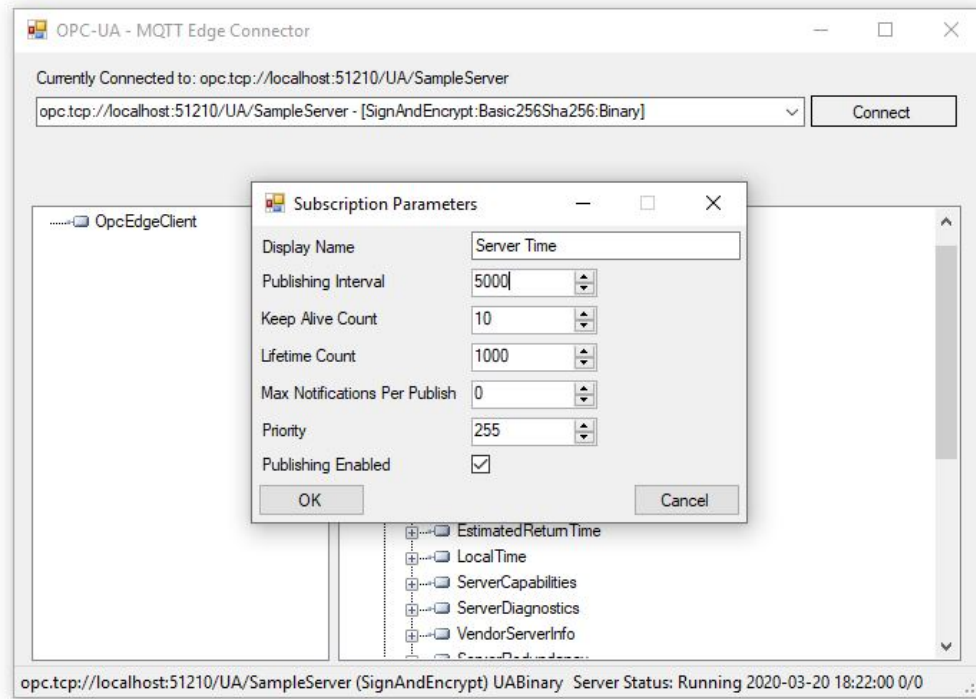 OPC-UA - MQTT Edge Connector
Currently Connected to: opc.tcp://localhost:51210/UA/SampleServer
opc.tcp://localhost:51210/UA/SampleServer - [SignAndEncrypt:Basic256Sha256:Binary]
Connect
OpcEdgeClient
Subscription Parameters
Display Name Server Time
Publishing Interval 5000
Keep Alive Count 10
Lifetime Count 1000
Max Notifications Per Publish 0
Priority 255
Publishing Enabled
OK Cancel
EstimatedReturnTime
LocalTime
ServerCapabilities
ServerDiagnostics
VendorServerInfo
ServerRedundancy
opc.tcp://localhost:51210/UA/SampleServer (SignAndEncrypt) UABinary Server Status: Running 2020-03-20 18:22:00 0/0